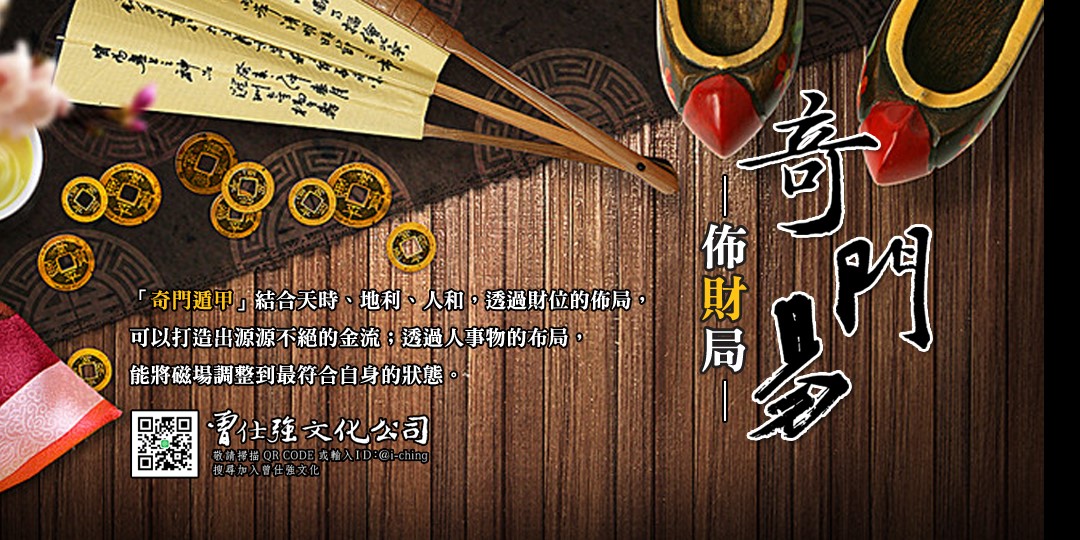 奇門易
佈財局
「奇門遁甲」結合天時、地利、人和，透過財位的佈局，
可以打造出源源不絕的金流；透過人事物的布局，
能將磁場調整到最符合自身的狀態。
曾仕強文化公司
敬請掃描 QR CODE 或輸入ID:@i-ching
搜尋加入曾仕強文化